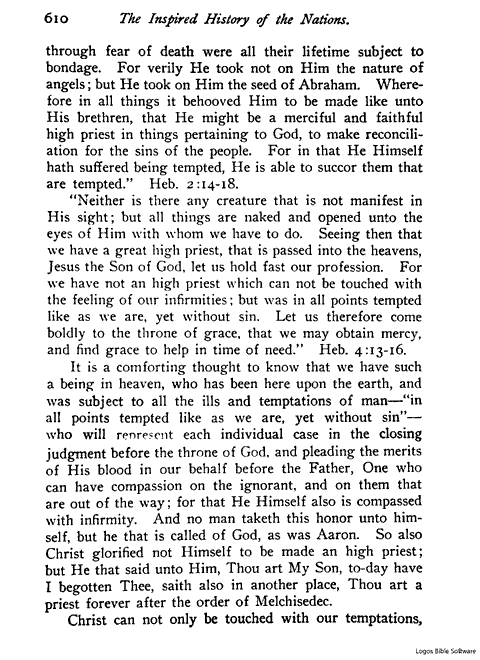 610 The Inspired History of the Nations.
through fear of death were all their lifetime subject to
bondage. For verily He took not on Him the nature of
angels; but He took on Him the seed of Abraham. Where-
fore in all things it behooved Him to be made like unto
His brethren, that He might be a merciful and faithful
high priest in things pertaining to God, to make reconcili-
ation for the sins of the people. For in that He Himself
hath suffered being tempted, He is able to succor them that
are tempted." Heb. 2:14-18.
"Neither is there any creature that is not manifest in
His sight; but all things are naked and opened unto the
eyes of Him with whom we have to do. Seeing then that
we have a great high priest, that is passed into the heavens,
Jesus the Son of God, let us hold fast our profession. For
we have not an high priest which can not be touched with
the feeling of our infirmities; but was in all points tempted
like as we are, yet without sin. Let us therefore come
boldly to the throne of grace, that we may obtain mercy,
and find grace to help in time of need." Heb. 4:13-16.
It is a comforting thought to know that we have such
a being in heaven, who has been here upon the earth, and
was subject to all the ills and temptations of man—"in
all points tempted like as we are, yet without sin"—
who will represent each individual case in the closing
judgment before the throne of God, and pleading the merits
of His blood in our behalf before the Father, One who
can have compassion on the ignorant, and on them that
are out of the way; for that He Himself also is compassed
with infirmity. And no man taketh this honor unto him-
self, but he that is called of God, as was Aaron. So also
Christ glorified not Himself to be made an high priest;
but He that said unto Him, Thou art My Son, to-day have
I begotten Thee, saith also in another place, Thou art a
priest forever after the order of Melchisedec.
Christ can not only be touched with our temptations,
Logos Bible Software